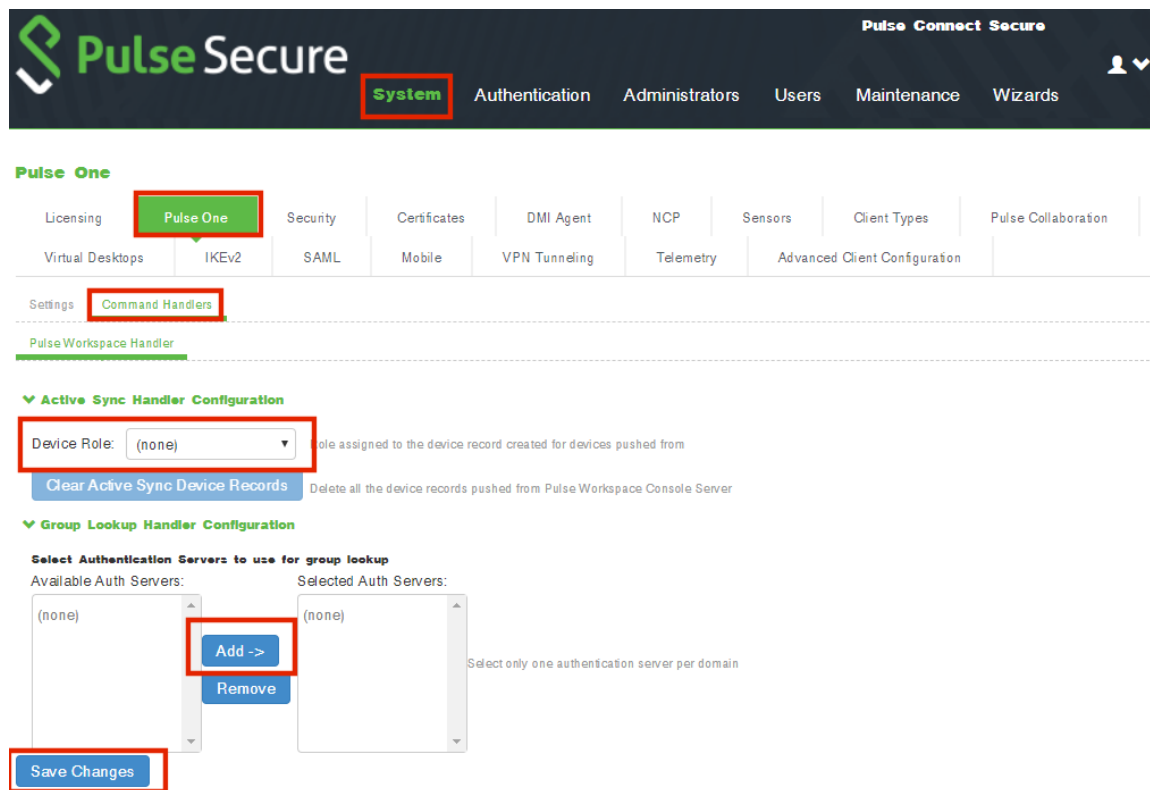 Pulse Connect Secure
Pulse Secure
System Authentication Administrators Users Maintenance Wizards
Pulse One
Licensing Pulse One Security Certificates DMI Agent NCP Sensors Client Types Pulse Collaboration
Virtual Desktops IKEv2 SAML Mobile VPN Tunneling Telemetry Advanced Client Configuration
Settings Command Handlers
Pulse Workspace Handler
Active Sync Handler Configuration
Device Role: (none) Role assigned to the device record created for devices pushed from
Clear Active Sync Device Records Delete all the device records pushed from Pulse Workspace Console Server
Group Lookup Handler Configuration
Select Authentication Servers to use for group lookup
Available Auth Servers: Selected Auth Servers:
(none) (none)
Add ->
Select only one authentication server per domain
Remove
Save Changes